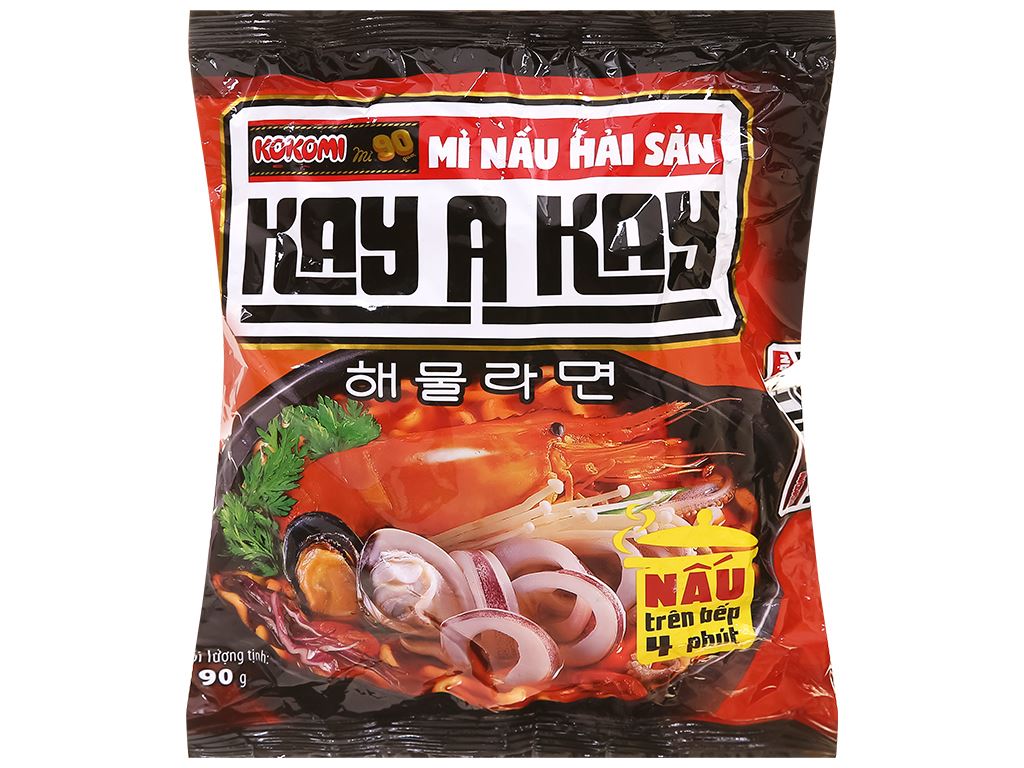 KOKOMI Mì 90 gam MÌ NẤU HẢI SẢN
KAY A KAY
해물라면
NẤU
trên bếp
4 phút
ối lượng tịnh:
90 g